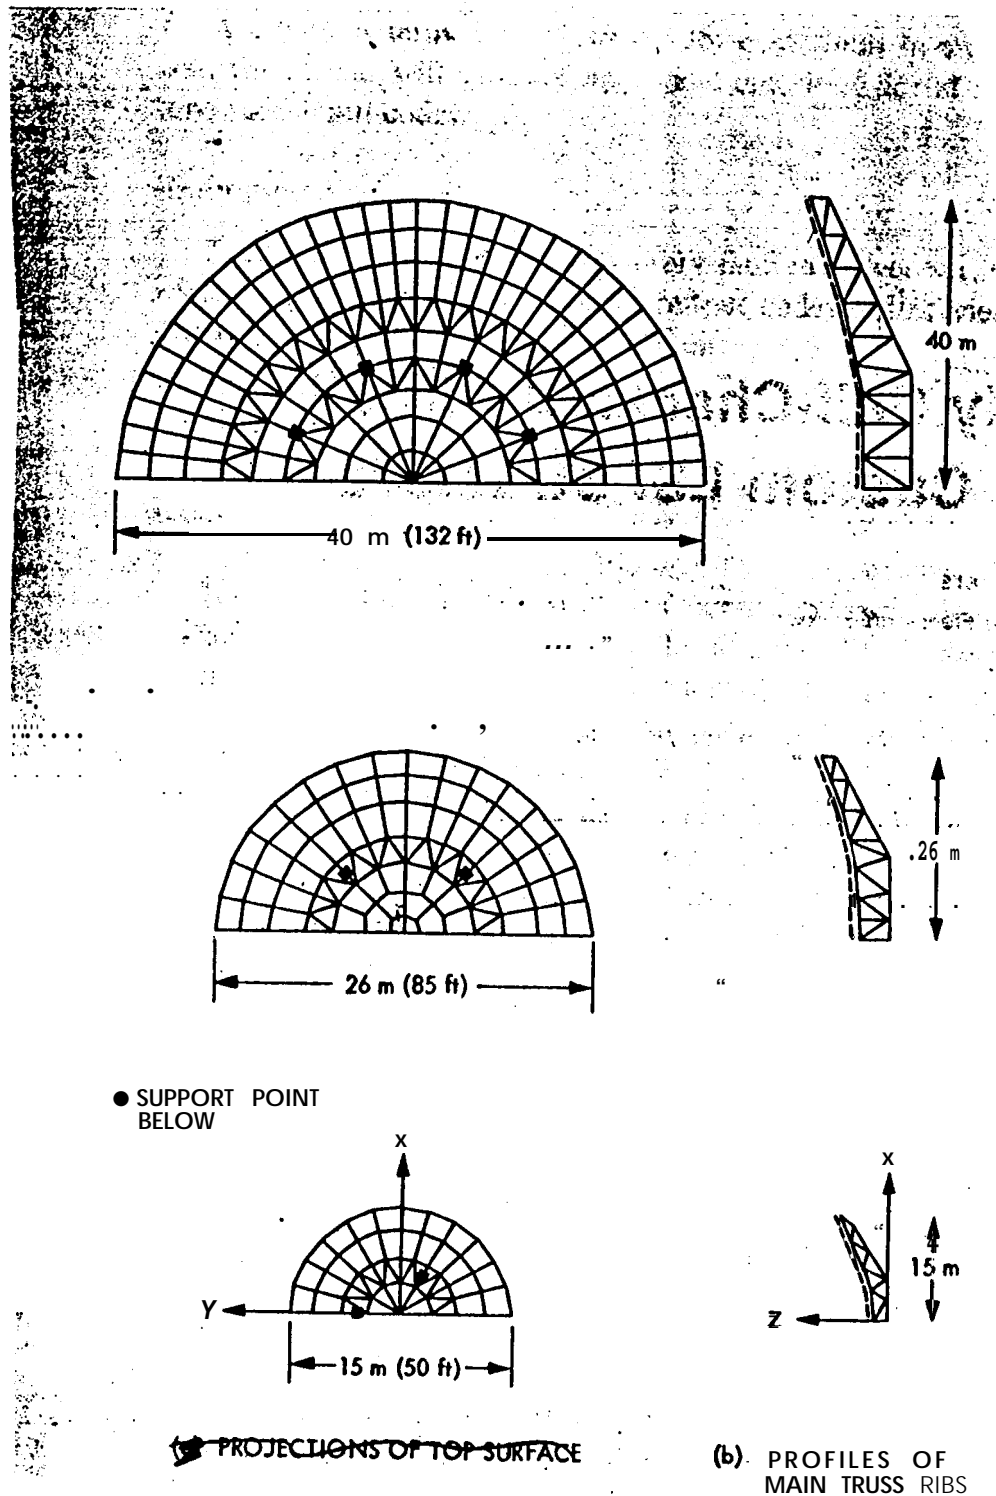 40 m
40 m (132 ft)
.26 m
26 m (85 ft)
● SUPPORT POINT
BELOW
x
x
15 m
Y
Z
15 m (50 ft)
PROJECTIONS OF TOP SURFACE
(b) PROFILES OF
MAIN TRUSS RIBS